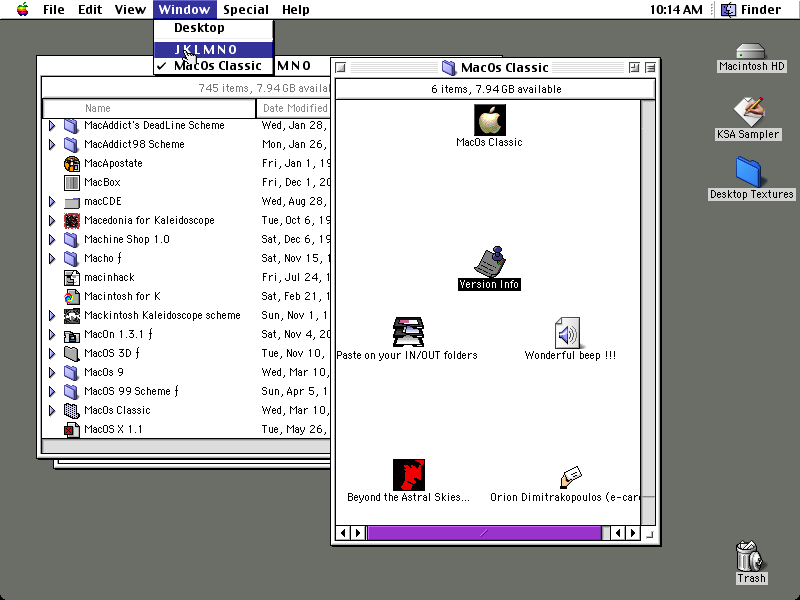 File Edit View Window Special Help 10:14 AM Finder
Desktop
J K L M N O
✓ MacOs Classic
M N O
745 items, 7.94 GB availa
Name Date Modified
MacAddict's DeadLine Scheme Wed, Jan 28,
MacAddict98 Scheme Mon, Jan 26,
MacApostate Fri, Jan 1, 19
MacBox Fri, Dec 1, 20
macCDE Wed, Aug 28,
Macedonia for Kaleidoscope Tue, Oct 6, 19
Machine Shop 1.0 Sat, Dec 6, 19
Macho ƒ Sat, Nov 15, 1
macinhack Fri, Jul 24, 1
Macintosh for K Sat, Feb 21, 1
Mackintosh Kaleidoscope scheme Sun, Nov 1, 1
MacOn 1.3.1 ƒ Sat, Nov 4, 20
MacOS 3D ƒ Tue, Nov 10,
MacOs 9 Wed, Mar 10,
MacOS 99 Scheme ƒ Sun, Apr 5, 1
MacOs Classic Wed, Mar 10,
MacOS X 1.1 Tue, May 26,
MacOs Classic
6 items, 7.94 GB available
MacOs Classic
Version Info
Paste on your IN/OUT folders
Wonderful beep !!!
Beyond the Astral Skies...
Orion Dimitrakopoulos (e-car
Macintosh HD
KSA Sampler
Desktop Textures
Trash